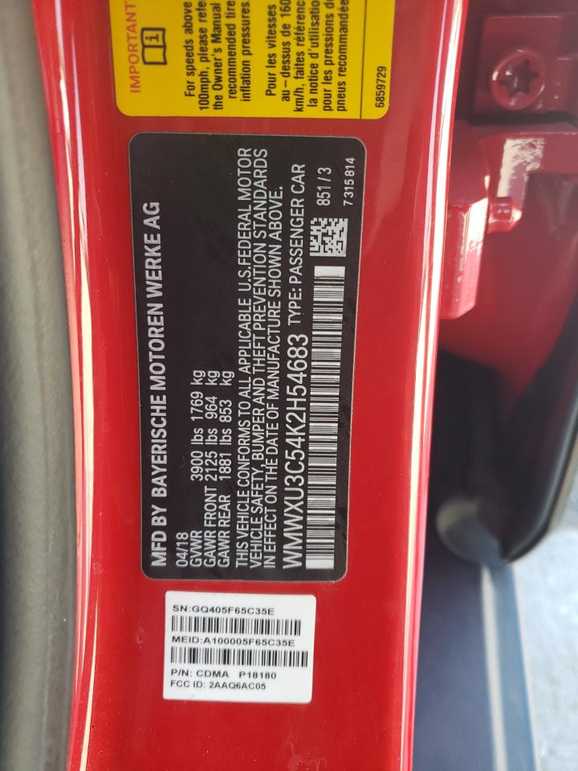 IMPORTANT
For speeds above
100mph, please refe
the Owner's Manual
recommended tire
inflation pressures.
Pour les vitesses
au - dessus de 160
km/h, faites référenc
la notice d'utilisation
les pressions de
pneus recommandée
6859729
MFD BY BAYERISCHE MOTOREN WERKE AG
04/18
GVWR 3900 lbs 1769 kg
GAWR FRONT 2125 lbs 964 kg
GAWR REAR 1881 lbs 853 kg
THIS VEHICLE CONFORMS TO ALL APPLICABLE U.S.FEDERAL MOTOR
VEHICLE SAFETY, BUMPER AND THEFT PREVENTION STANDARDS
IN EFFECT ON THE DATE OF MANUFACTURE SHOWN ABOVE.
WMWXU3C54K2H54683 TYPE: PASSENGER CAR
851/3
7 315 814
SN:GQ405F65C35E
MEID:A100005F65C35E
P/N: CDMA P18180
FCC ID: 2AAQ6AC05